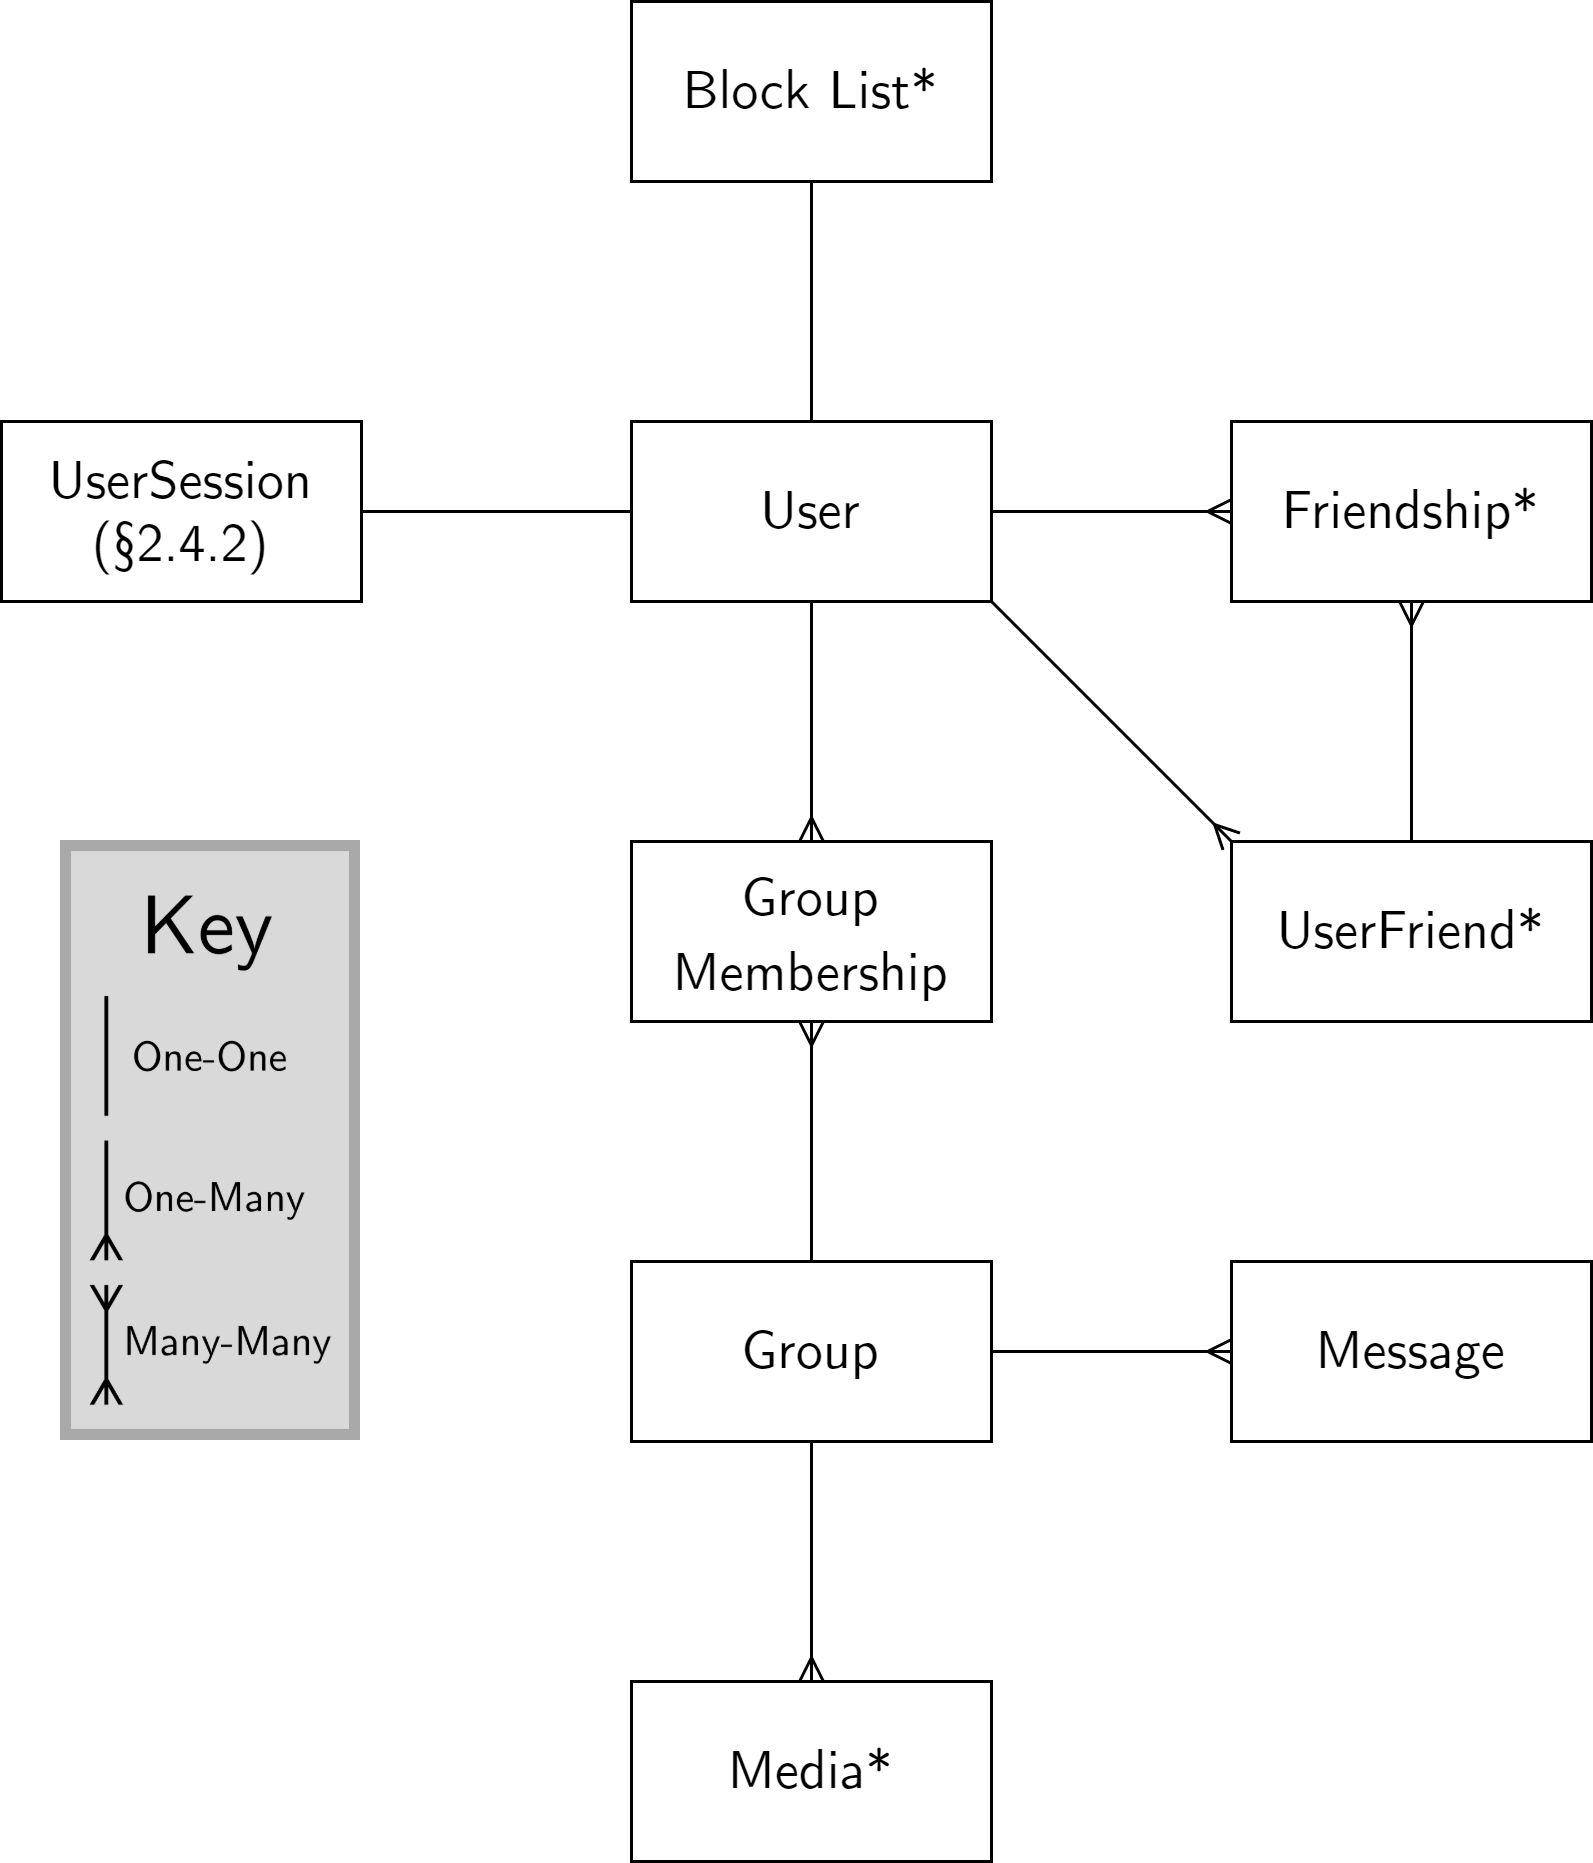 Block List*
UserSession
(§2.4.2)
User
Friendship*
Group
Membership
UserFriend*
Key
One-One
One-Many
Many-Many
Group
Message
Media*